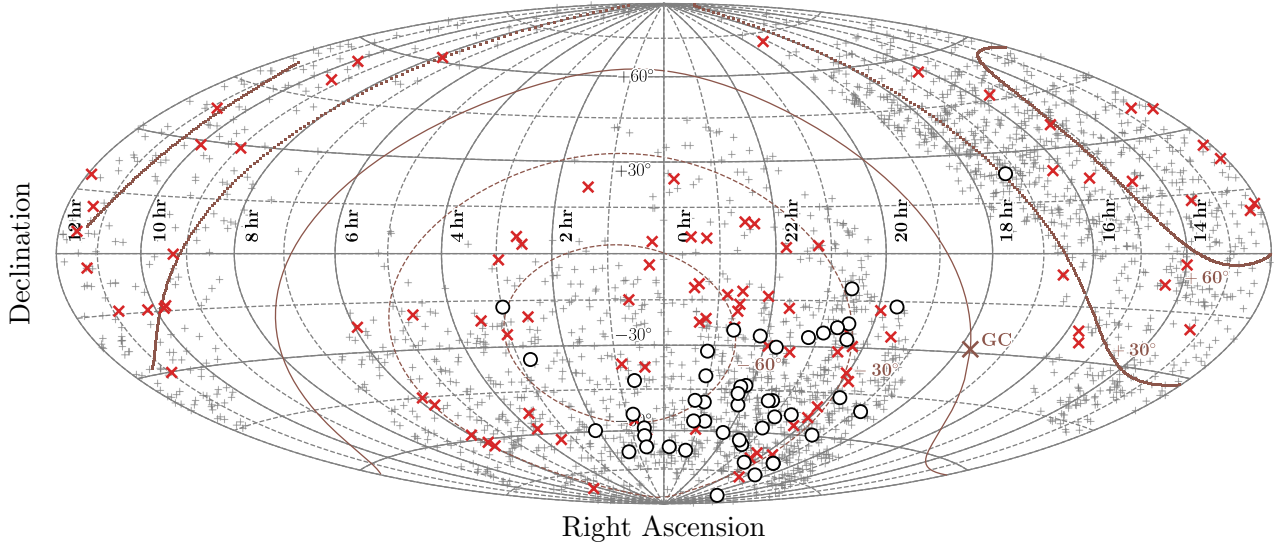 +60°
+30°
12 hr
10 hr
8 hr
6 hr
4 hr
2 hr
0 hr
22 hr
20 hr
18 hr
16 hr
14 hr
60°
−30°
GC
30°
60°
−30°
Declination
Right Ascension